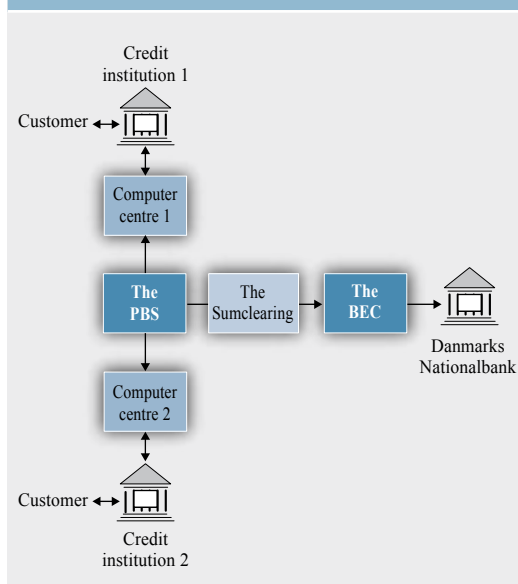 Credit
institution 1
Customer
Computer
centre 1
The
PBS
The
Sumclearing
The
BEC
Danmarks
Nationalbank
Computer
centre 2
Customer
Credit
institution 2